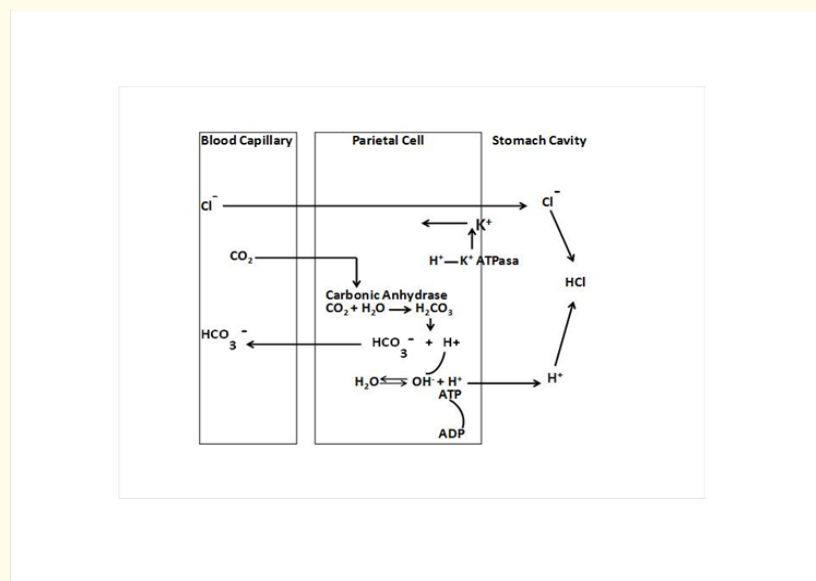 Blood Capillary Parietal Cell Stomach Cavity
Cl⁻ Cl⁻
K⁺
CO₂ H⁺—K⁺ ATPasa
HCl
Carbonic Anhydrase
CO₂ + H₂O → H₂CO₃
HCO₃⁻ HCO₃⁻ + H+
H₂O ⇌ OH⁻ + H⁺ H⁺
ATP
ADP